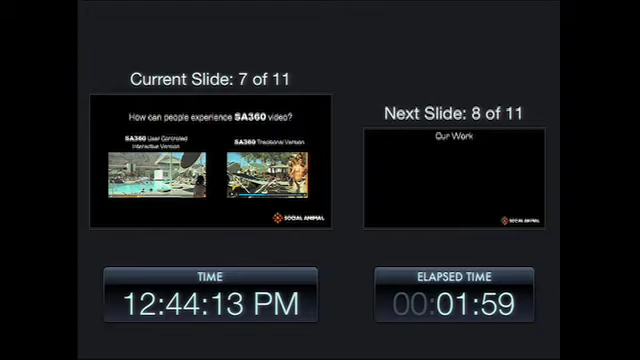 Current Slide: 7 of 11
How can people experience SA360 video?
SA360 User Controlled
Interactive Version
SA360 Traditional Version
SOCIAL ANIMAL
Next Slide: 8 of 11
Our Work
SOCIAL ANIMAL
TIME
12:44:13 PM
ELAPSED TIME
00:01:59